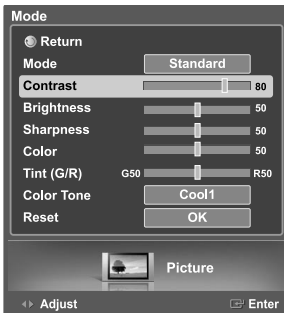 Mode
Return
Mode Standard
Contrast 80
Brightness 50
Sharpness 50
Color 50
Tint (G/R) G50 R50
Color Tone Cool1
Reset OK
Picture
Adjust Enter